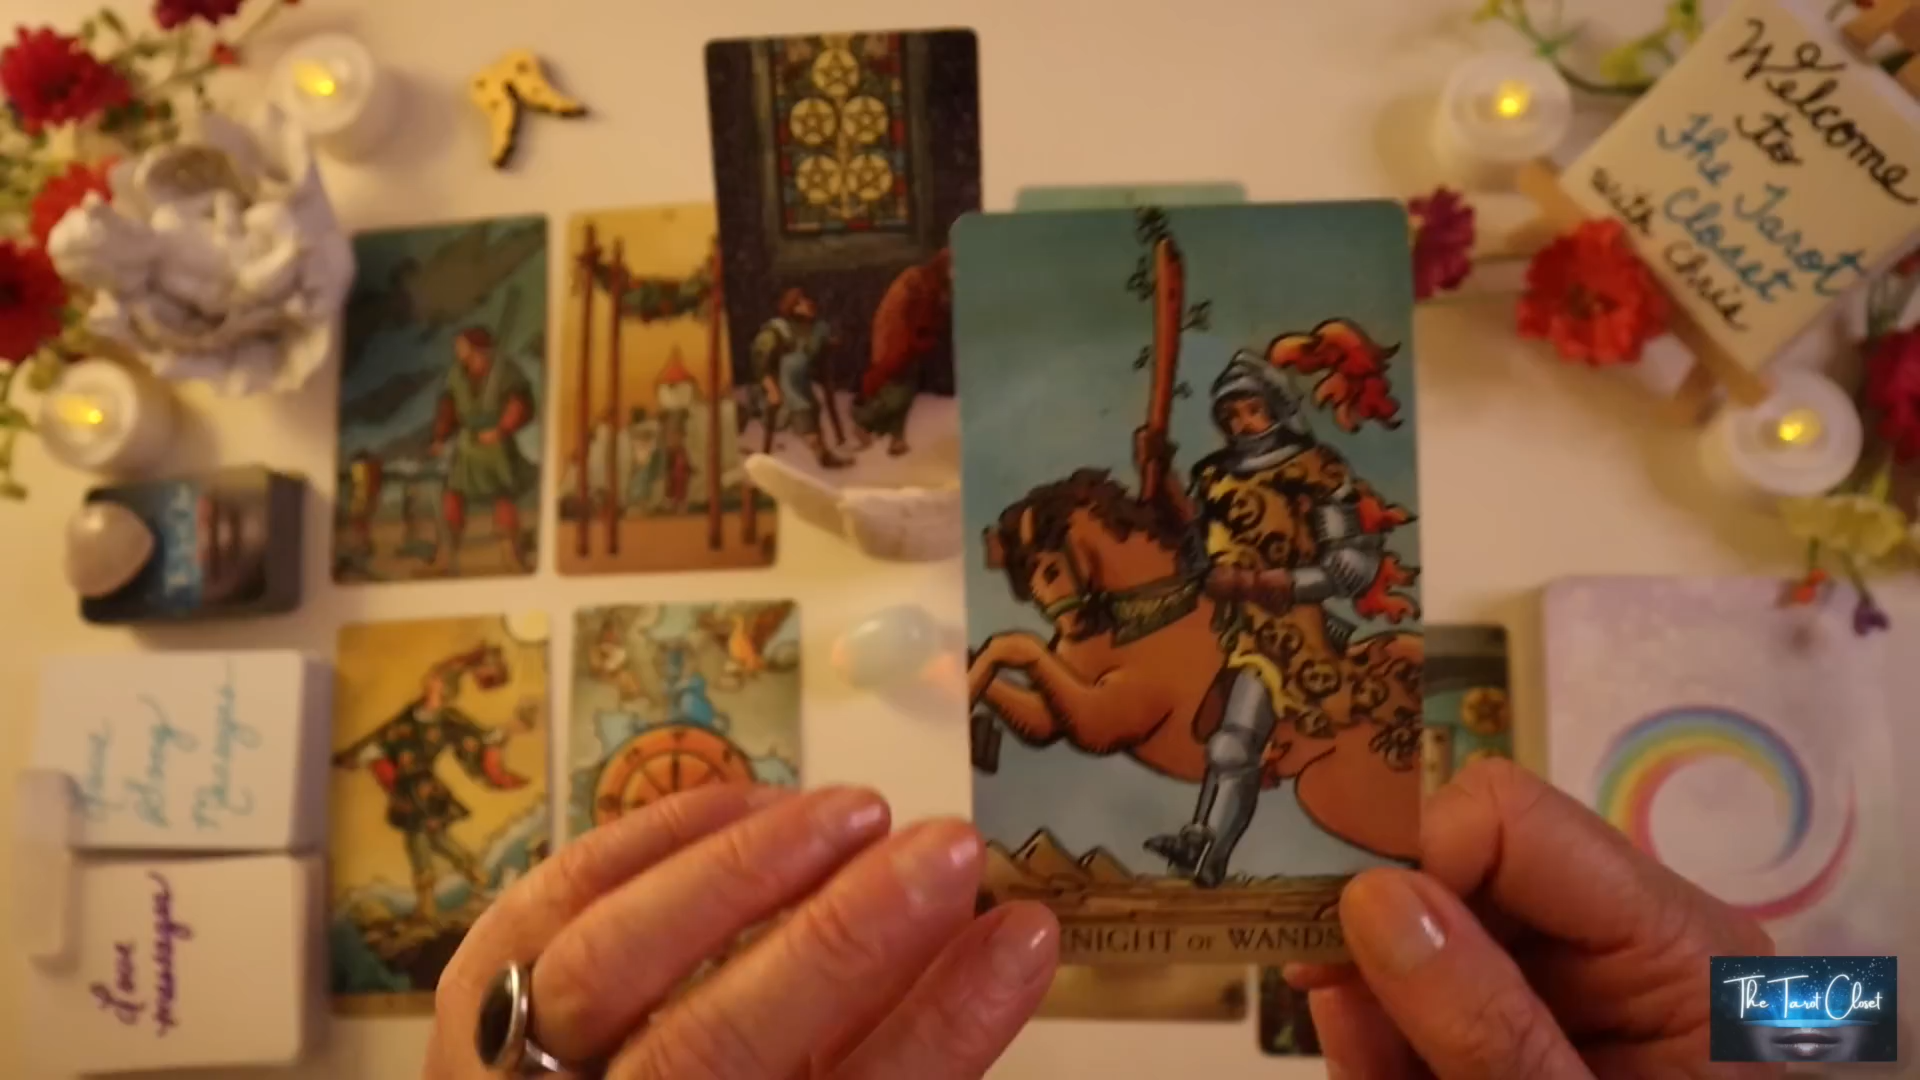 Welcome
to
The Tarot
Closet
with Chris
Love
Messages
KNIGHT OF WANDS
The Tarot Closet